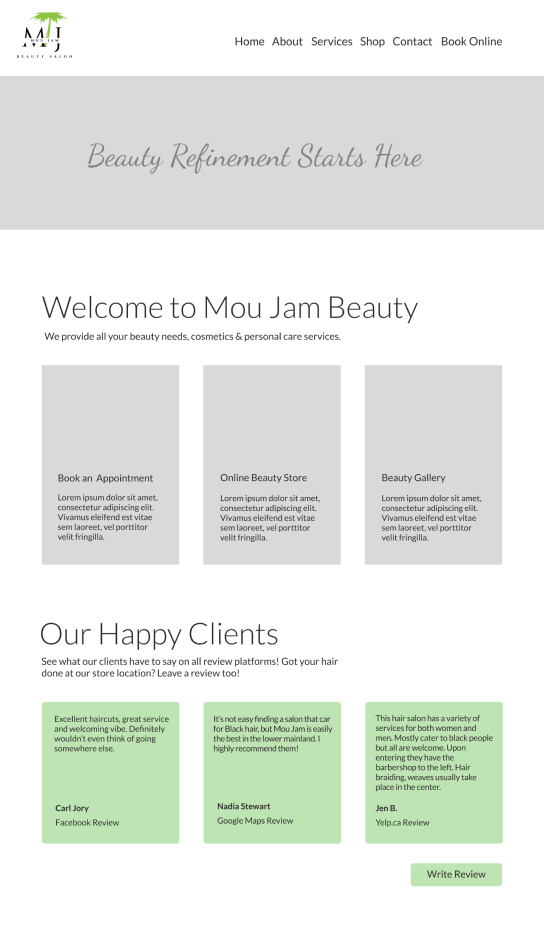 MJ
MOU JAM
BEAUTY SALON
Home About Services Shop Contact Book Online
Beauty Refinement Starts Here
Welcome to Mou Jam Beauty
We provide all your beauty needs, cosmetics & personal care services.
Book an Appointment
Lorem ipsum dolor sit amet,
consectetur adipiscing elit.
Vivamus eleifend est vitae
sem laoreet, vel porttitor
velit fringilla.
Online Beauty Store
Lorem ipsum dolor sit amet,
consectetur adipiscing elit.
Vivamus eleifend est vitae
sem laoreet, vel porttitor
velit fringilla.
Beauty Gallery
Lorem ipsum dolor sit amet,
consectetur adipiscing elit.
Vivamus eleifend est vitae
sem laoreet, vel porttitor
velit fringilla.
Our Happy Clients
See what our clients have to say on all review platforms! Got your hair
done at our store location? Leave a review too!
Excellent haircuts, great service
and welcoming vibe. Definitely
wouldn't even think of going
somewhere else.
Carl Jory
Facebook Review
It's not easy finding a salon that car
for Black hair, but Mou Jam is easily
the best in the lower mainland. I
highly recommend them!
Nadia Stewart
Google Maps Review
This hair salon has a variety of
services for both women and
men. Mostly cater to black people
but all are welcome. Upon
entering they have the
barbershop to the left. Hair
braiding, weaves usually take
place in the center.
Jen B.
Yelp.ca Review
Write Review